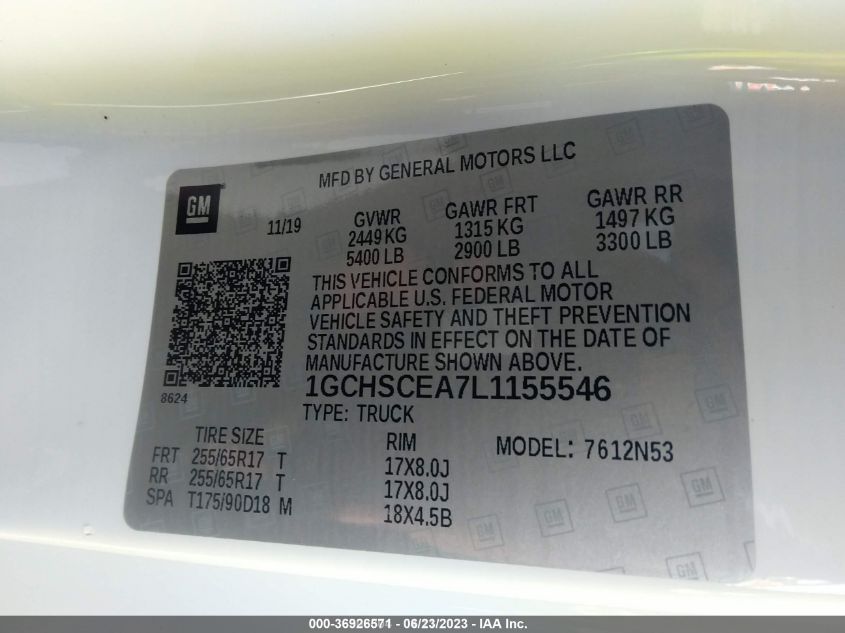 MFD BY GENERAL MOTORS LLC
GM
11/19
GVWR GAWR FRT GAWR RR
2449 KG 1315 KG 1497 KG
5400 LB 2900 LB 3300 LB
THIS VEHICLE CONFORMS TO ALL
APPLICABLE U.S. FEDERAL MOTOR
VEHICLE SAFETY AND THEFT PREVENTION
STANDARDS IN EFFECT ON THE DATE OF
MANUFACTURE SHOWN ABOVE.
8624
1GCHSCEA7L1155546
TYPE: TRUCK
TIRE SIZE RIM MODEL: 7612N53
FRT 255/65R17 T 17X8.0J
RR 255/65R17 T 17X8.0J
SPA T175/90D18 M 18X4.5B
000-36926571 - 06/23/2023 - IAA Inc.